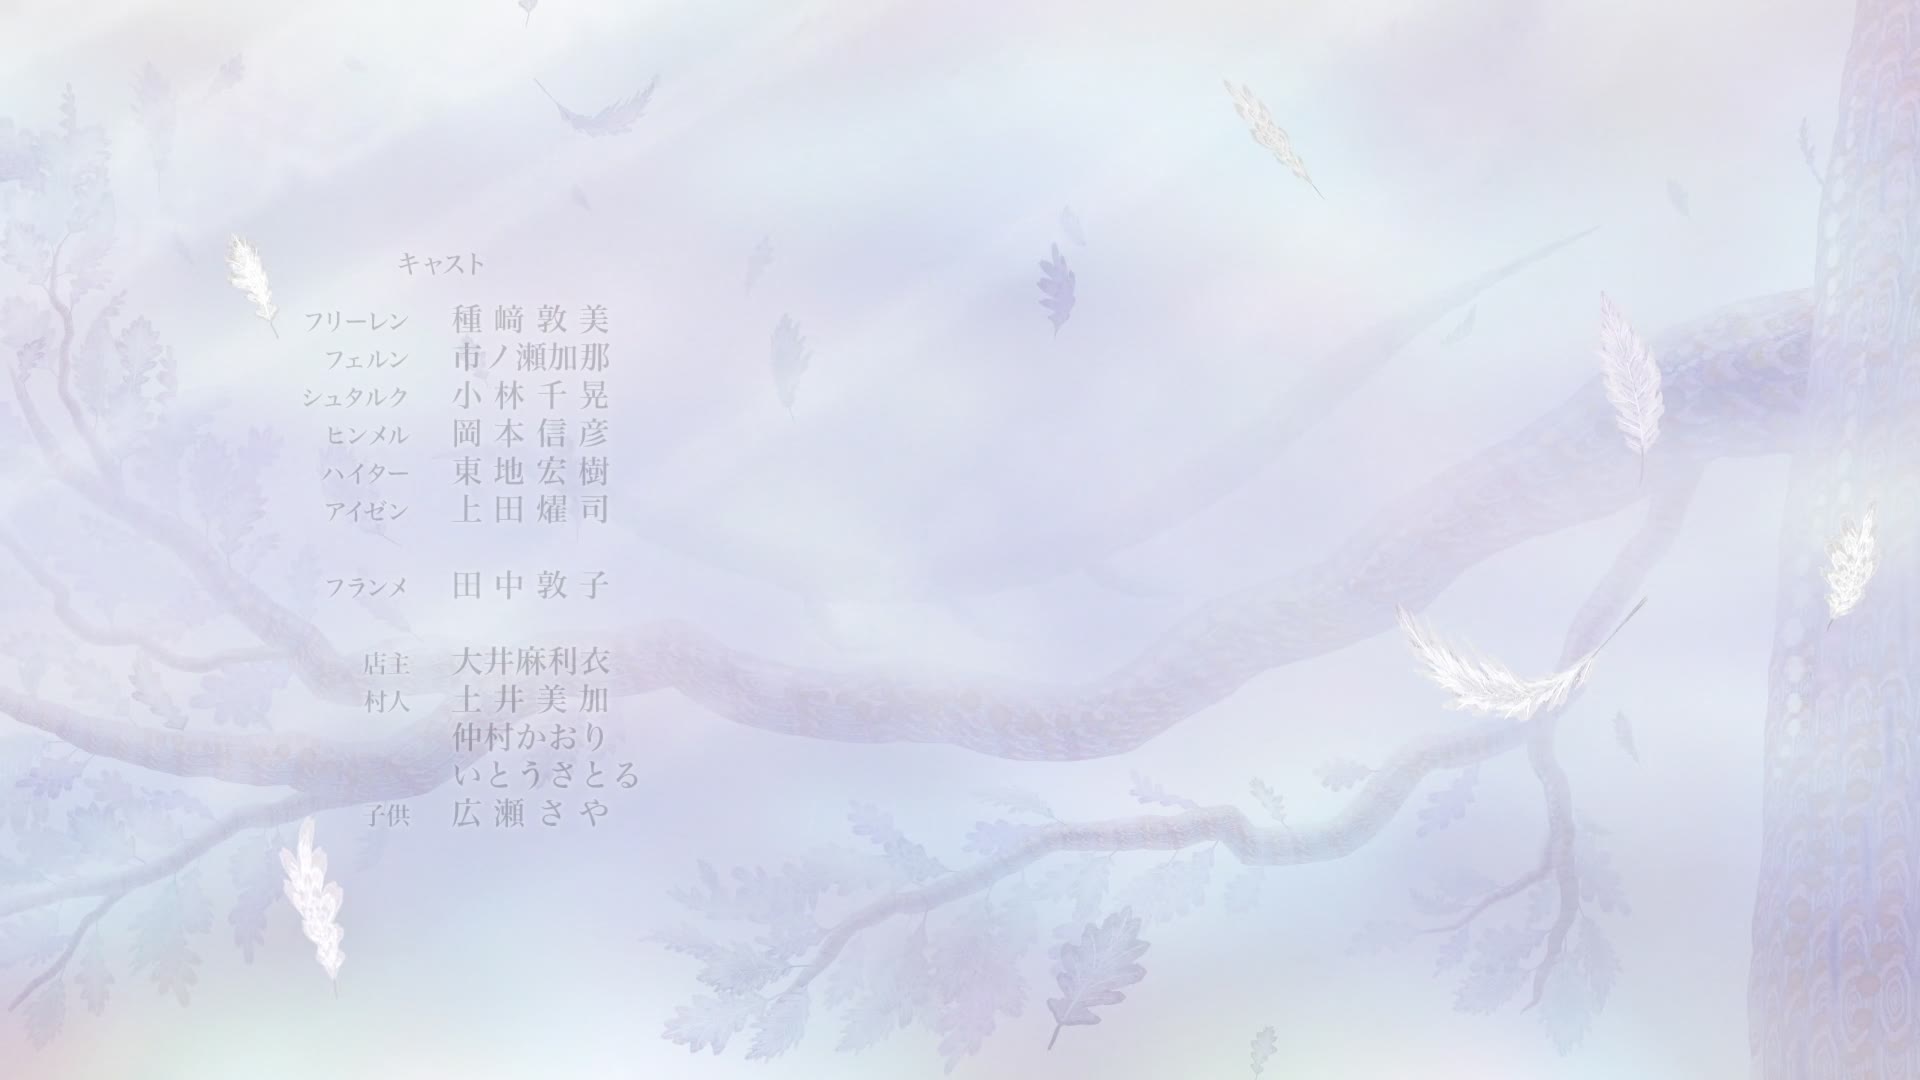 キャスト
フリーレン 種﨑敦美
フェルン 市ノ瀬加那
シュタルク 小林千晃
ヒンメル 岡本信彦
ハイター 東地宏樹
アイゼン 上田燿司
フランメ 田中敦子
店主 大井麻利衣
村人 土井美加
仲村かおり
いとうさとる
子供 広瀬さや